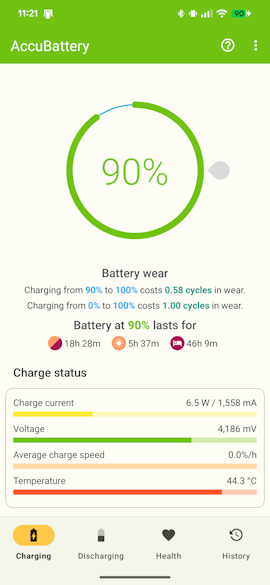 11:21
90
AccuBattery
90%
Battery wear
Charging from 90% to 100% costs 0.58 cycles in wear.
Charging from 0% to 100% costs 1.00 cycles in wear.
Battery at 90% lasts for
18h 28m 5h 37m 46h 9m
Charge status
Charge current 6.5 W / 1,558 mA
Voltage 4,186 mV
Average charge speed 0.0%/h
Temperature 44.3 °C
Charging Discharging Health History